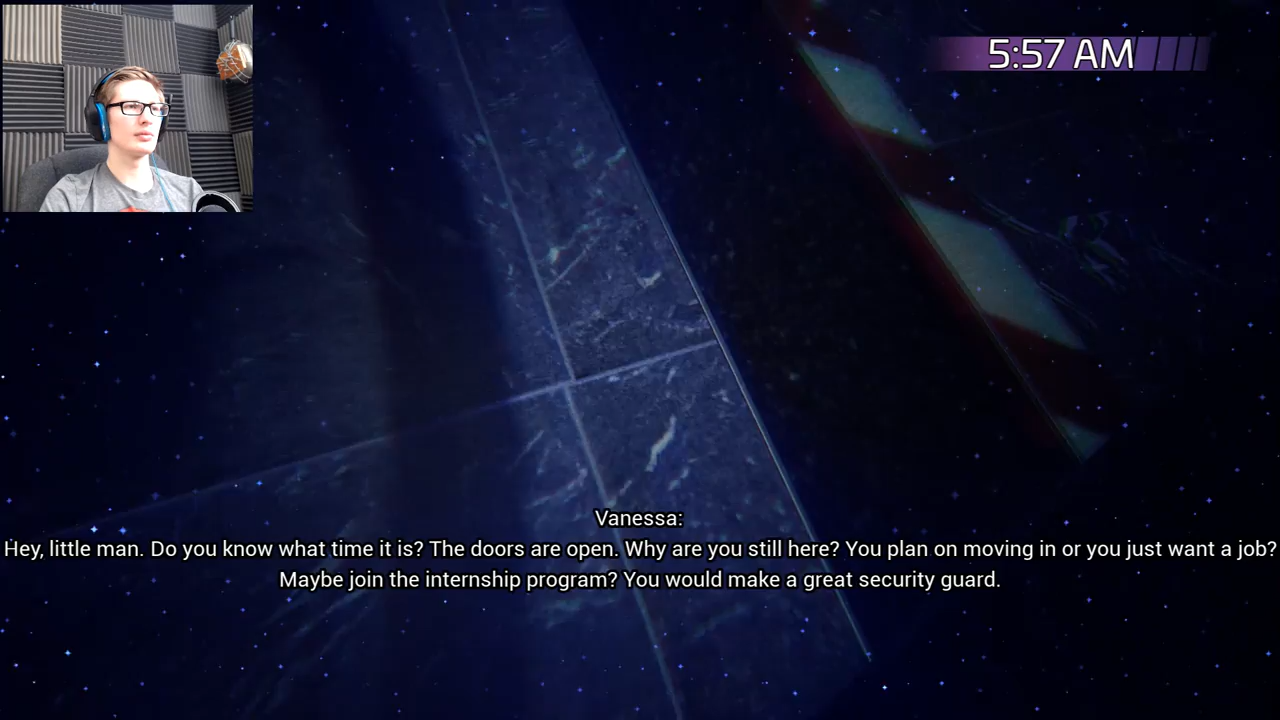 5:57 AM
Vanessa:
Hey, little man. Do you know what time it is? The doors are open. Why are you still here? You plan on moving in or you just want a job?
Maybe join the internship program? You would make a great security guard.